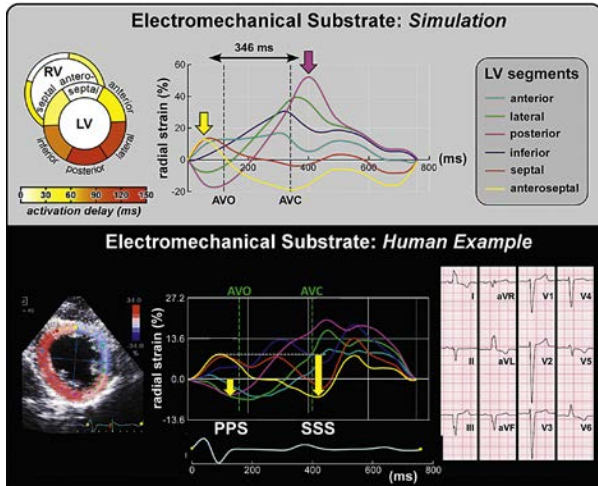 Electromechanical Substrate: Simulation
RV
septal
antero-septal
anterior
LV
inferior
posterior
lateral
0 30 60 90 120 150
activation delay (ms)
346 ms
radial strain (%)
60
40
20
0
-20
0 200 400 600 800
(ms)
AVO
AVC
LV segments
anterior
lateral
posterior
inferior
septal
anteroseptal
Electromechanical Substrate: Human Example
AVO
AVC
radial strain (%)
27.2
13.6
0.0
-13.6
PPS
SSS
0 200 400 600 800
(ms)
I aVR V1 V4
II aVL V2 V5
III aVF V3 V6